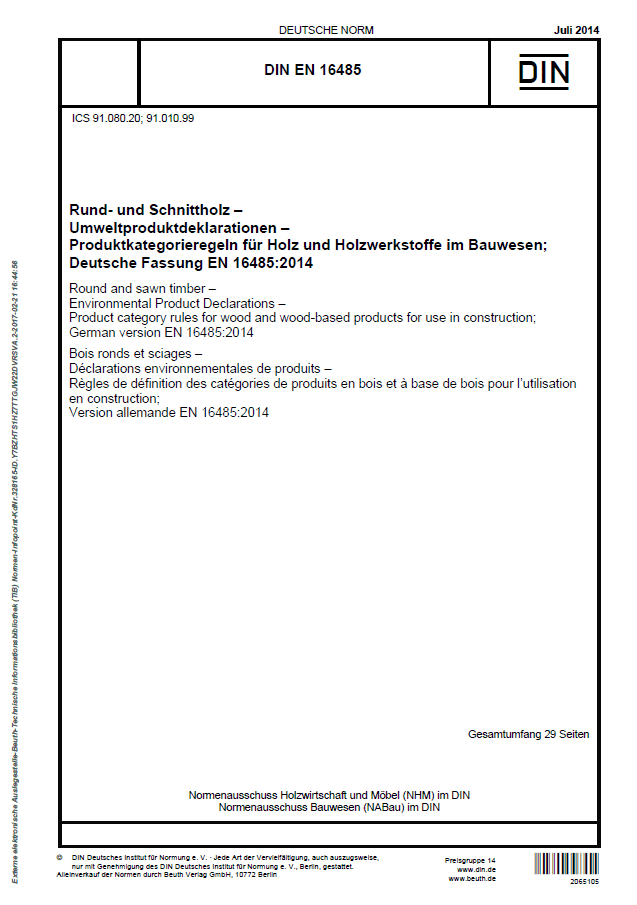 DEUTSCHE NORM
Juli 2014
DIN EN 16485
DIN
ICS 91.080.20; 91.010.99
Rund- und Schnittholz –
Umweltproduktdeklarationen –
Produktkategorieregeln für Holz und Holzwerkstoffe im Bauwesen;
Deutsche Fassung EN 16485:2014
Round and sawn timber –
Environmental Product Declarations –
Product category rules for wood and wood-based products for use in construction;
German version EN 16485:2014
Bois ronds et sciages –
Déclarations environnementales de produits –
Règles de définition des catégories de produits en bois et à base de bois pour l'utilisation
en construction;
Version allemande EN 16485:2014
Gesamtumfang 29 Seiten
Normenausschuss Holzwirtschaft und Möbel (NHM) im DIN
Normenausschuss Bauwesen (NABau) im DIN
© DIN Deutsches Institut für Normung e. V. · Jede Art der Vervielfältigung, auch auszugsweise,
nur mit Genehmigung des DIN Deutsches Institut für Normung e. V., Berlin, gestattet.
Alleinverkauf der Normen durch Beuth Verlag GmbH, 10772 Berlin
Preisgruppe 14
www.din.de
www.beuth.de
2065105
Externe elektronische Auslegestelle-Beuth-Technische Informationsbibliothek (TIB) Normen-Infopoint-KdNr.328165-ID.